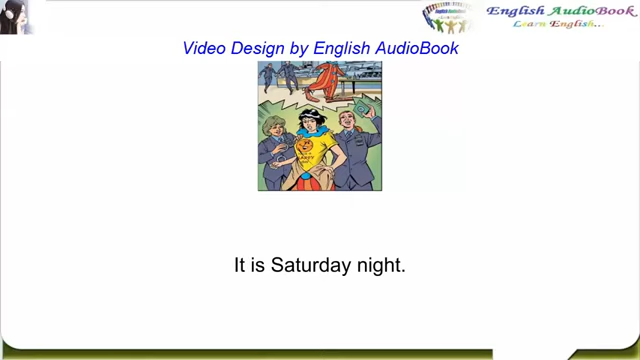 English AudioBook
Learn English...
Video Design by English AudioBook
It is Saturday night.